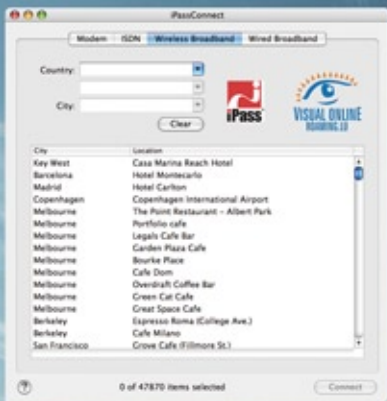 iPassConnect
Modem ISDN Wireless Broadband Wired Broadband
Country:
City:
Clear
iPass
VISUAL ONLINE
ROAMING.LU
City Location
Key West Casa Marina Reach Hotel
Barcelona Hotel Montecarlo
Madrid Hotel Carlton
Copenhagen Copenhagen International Airport
Melbourne The Point Restaurant - Albert Park
Melbourne Portfolio cafe
Melbourne Legals Cafe Bar
Melbourne Garden Plaza Cafe
Melbourne Bourke Place
Melbourne Cafe Dom
Melbourne Overdraft Coffee Bar
Melbourne Green Cat Cafe
Melbourne Great Space Cafe
Berkeley Espresso Roma (College Ave.)
Berkeley Cafe Milano
San Francisco Grove Cafe (Fillmore St.)
? 0 of 47870 items selected Connect